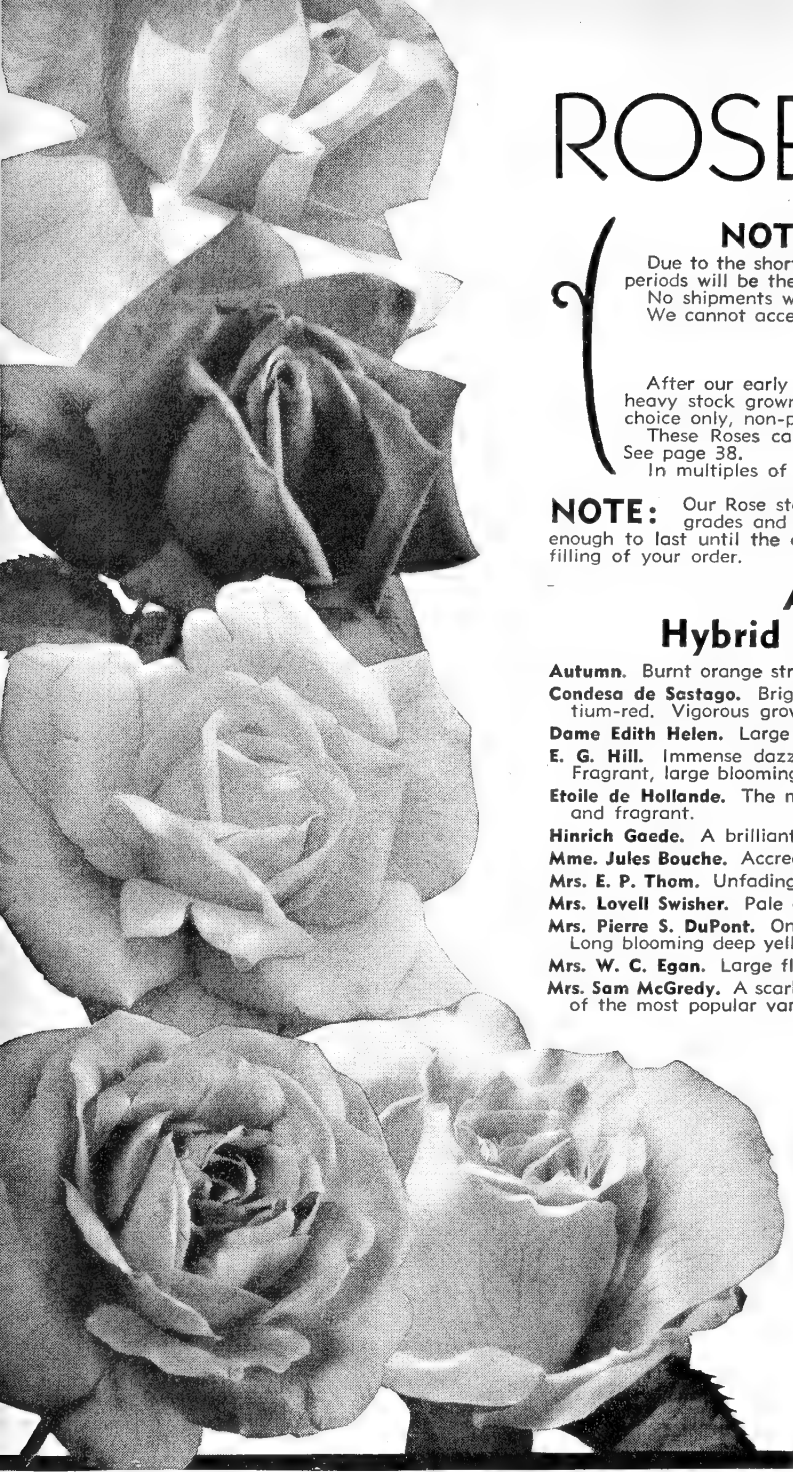 ROSE
NOT
Due to the short
periods will be the
No shipments w
We cannot acce
After our early
heavy stock grown
choice only, non-p
These Roses ca
See page 38.
In multiples of
NOTE: Our Rose sto
grades and
enough to last until the
filling of your order.
Hybrid
Autumn. Burnt orange str
Condesa de Sastago. Brig
tium-red. Vigorous grow
Dame Edith Helen. Large
E. G. Hill. Immense dazz
Fragrant, large blooming
Etoile de Hollande. The m
and fragrant.
Hinrich Gaede. A brilliant
Mme. Jules Bouche. Accred
Mrs. E. P. Thom. Unfading
Mrs. Lovell Swisher. Pale
Mrs. Pierre S. DuPont. On
Long blooming deep yell
Mrs. W. C. Egan. Large fl
Mrs. Sam McGredy. A scarl
of the most popular var